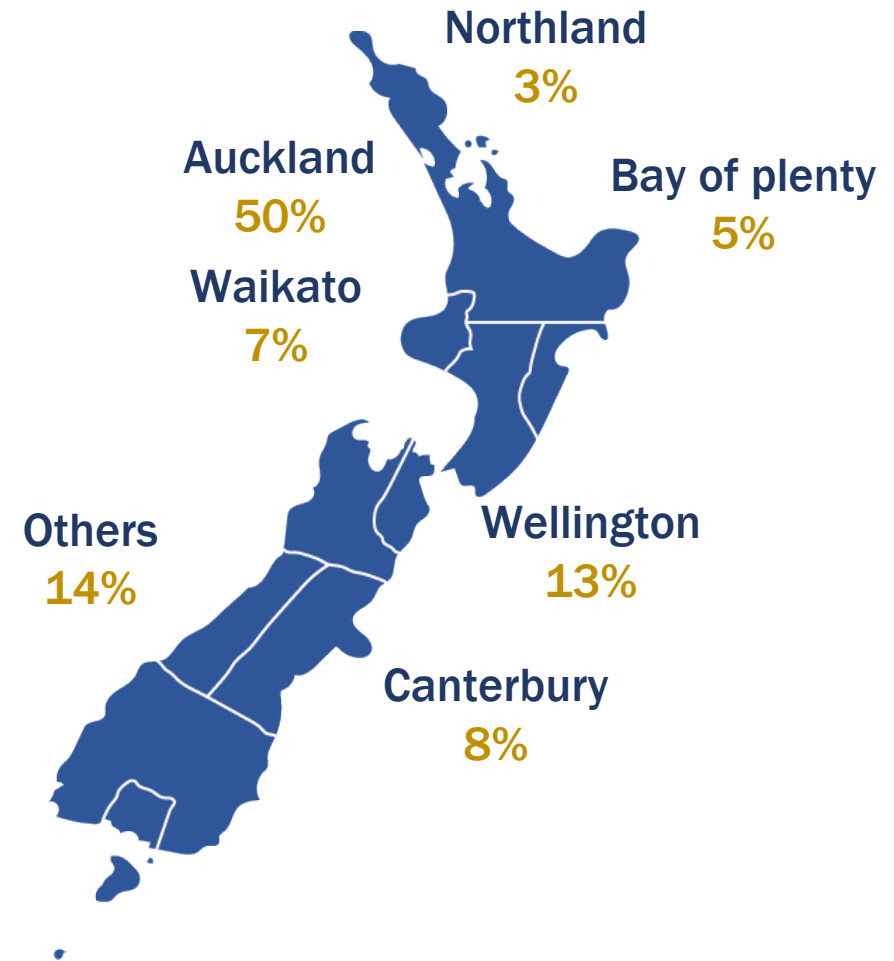 Northland
3%
Auckland
50%
Bay of plenty
5%
Waikato
7%
Wellington
13%
Others
14%
Canterbury
8%